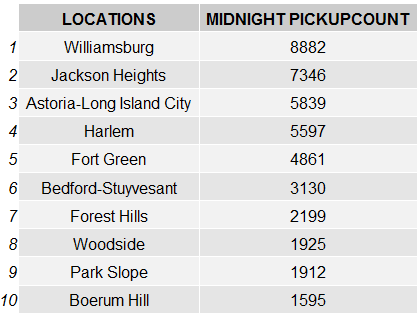 LOCATIONS MIDNIGHT PICKUPCOUNT
1 Williamsburg 8882
2 Jackson Heights 7346
3 Astoria-Long Island City 5839
4 Harlem 5597
5 Fort Green 4861
6 Bedford-Stuyvesant 3130
7 Forest Hills 2199
8 Woodside 1925
9 Park Slope 1912
10 Boerum Hill 1595